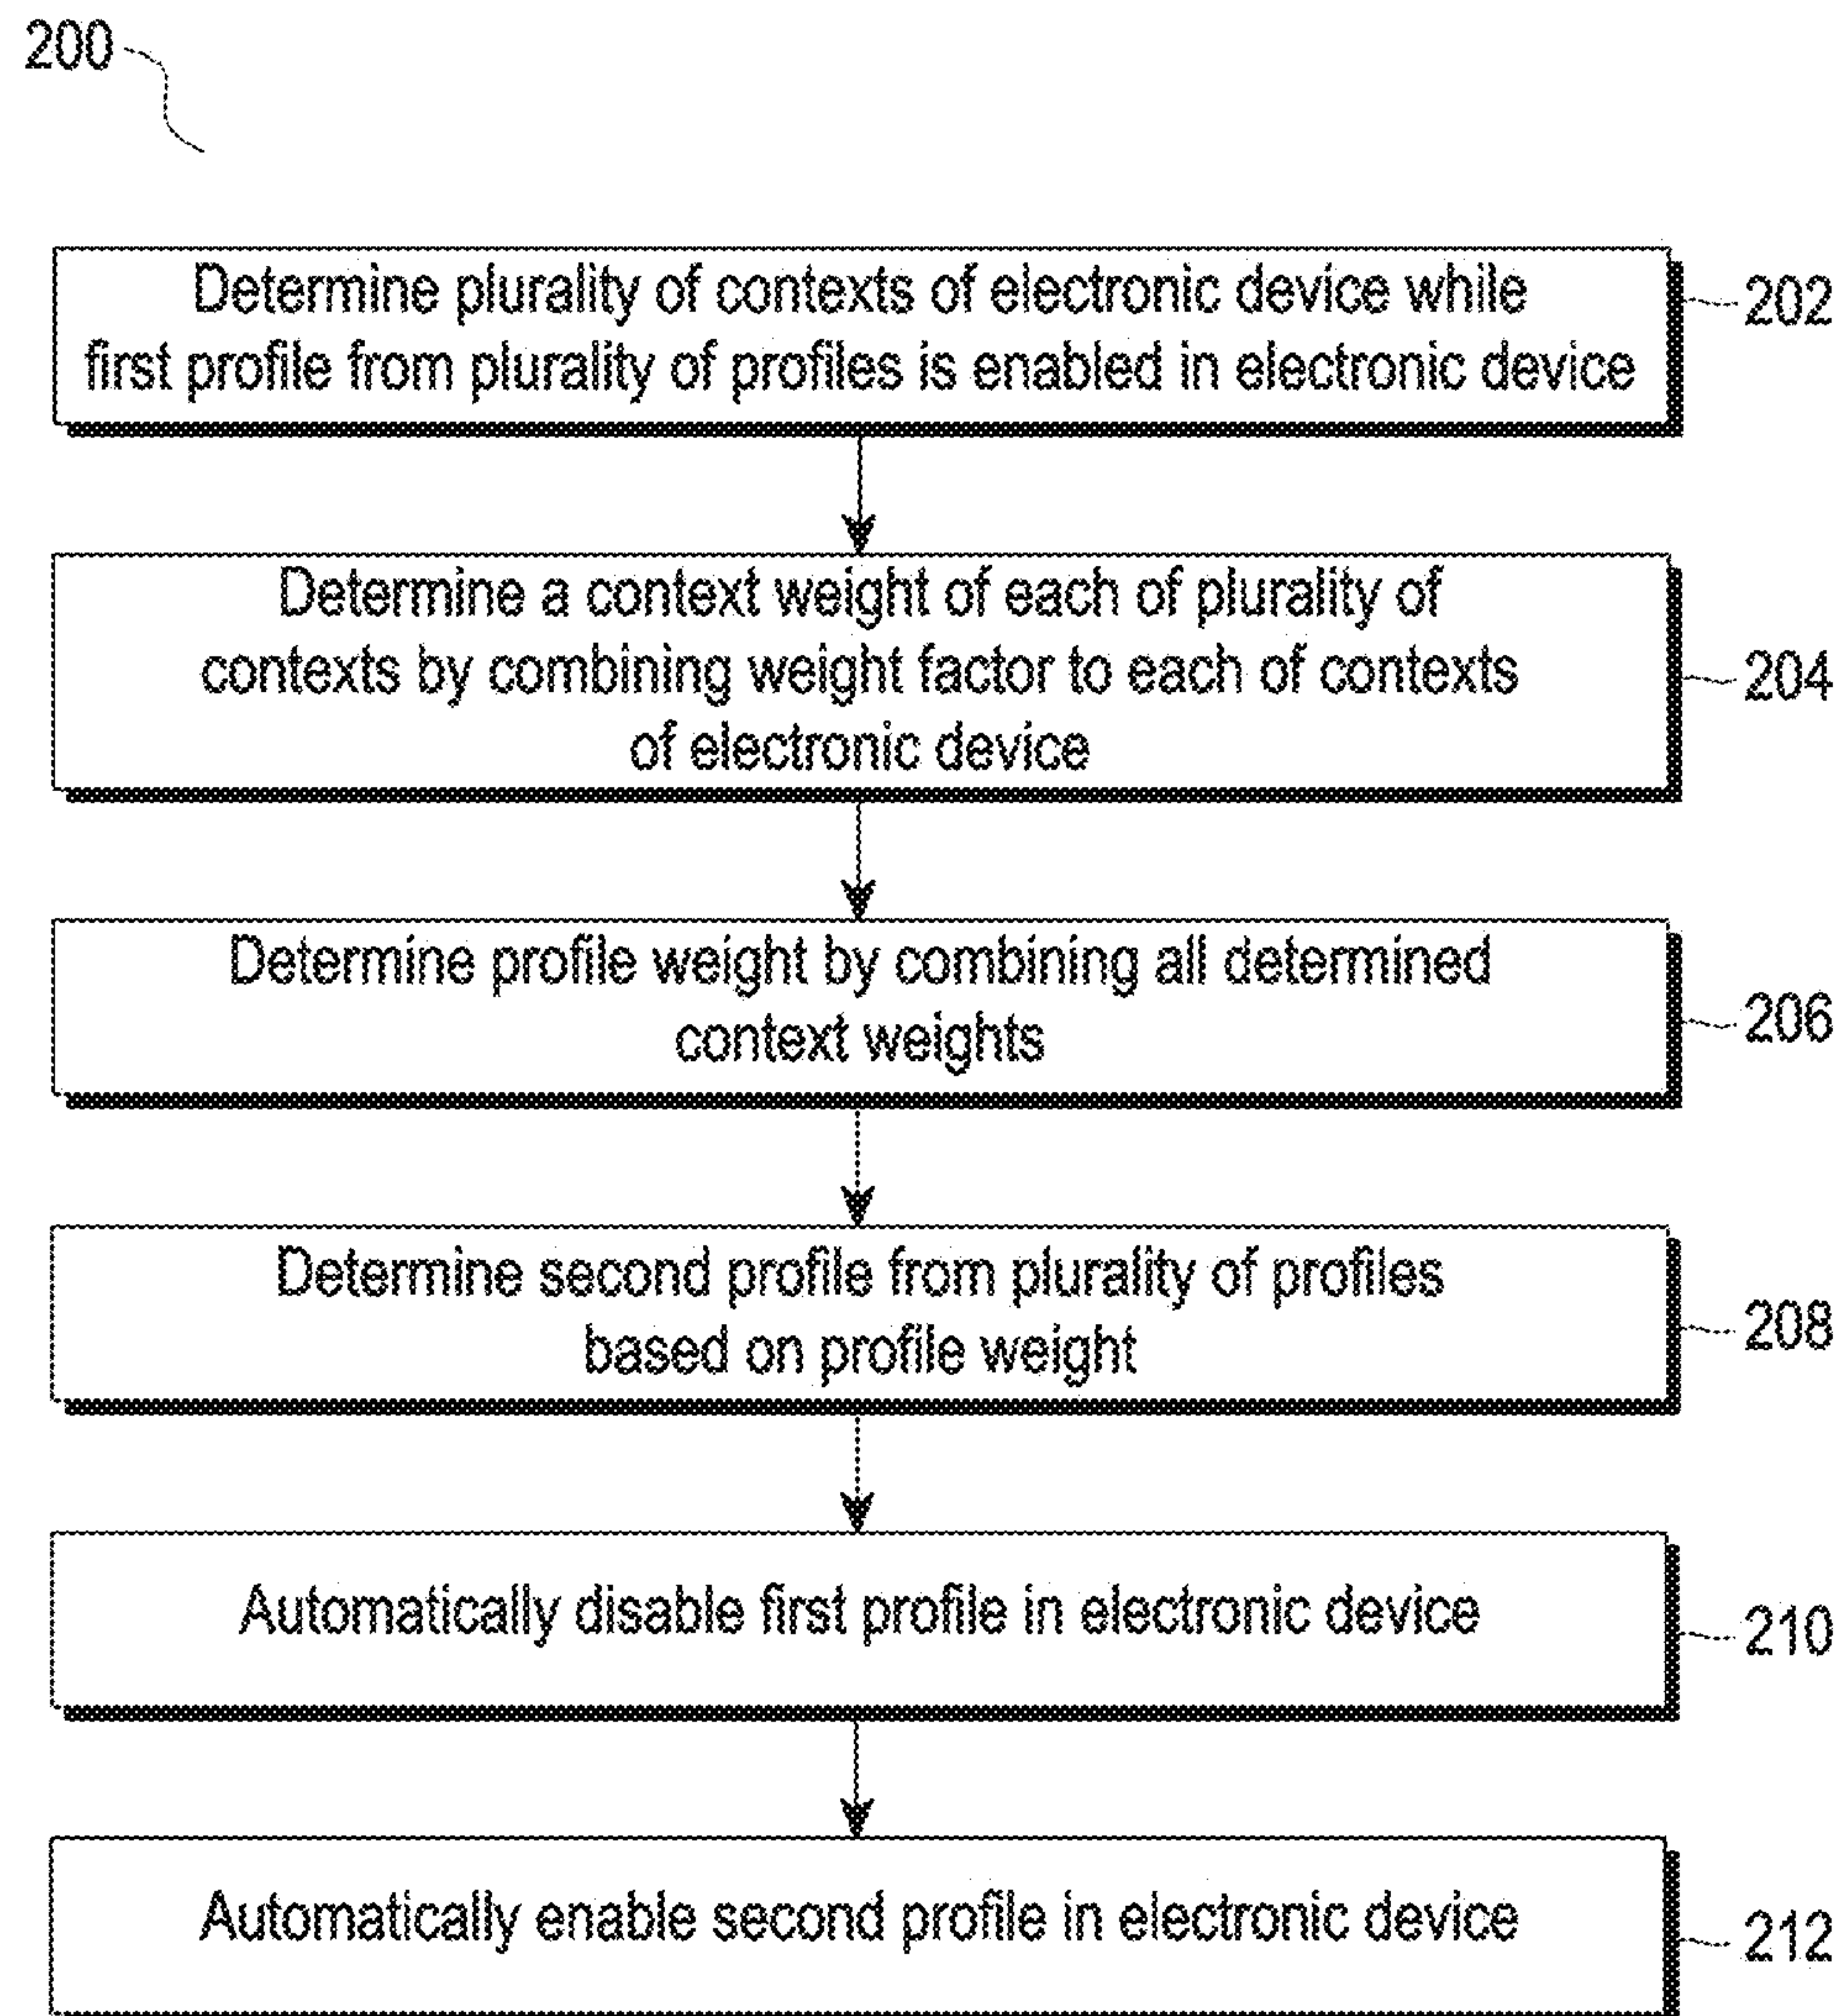 200
Determine plurality of contexts of electronic device while
first profile from plurality of profiles is enabled in electronic device
202
Determine a context weight of each of plurality of
contexts by combining weight factor to each of contexts
of electronic device
204
Determine profile weight by combining all determined
context weights
206
Determine second profile from plurality of profiles
based on profile weight
208
Automatically disable first profile in electronic device
210
Automatically enable second profile in electronic device
212